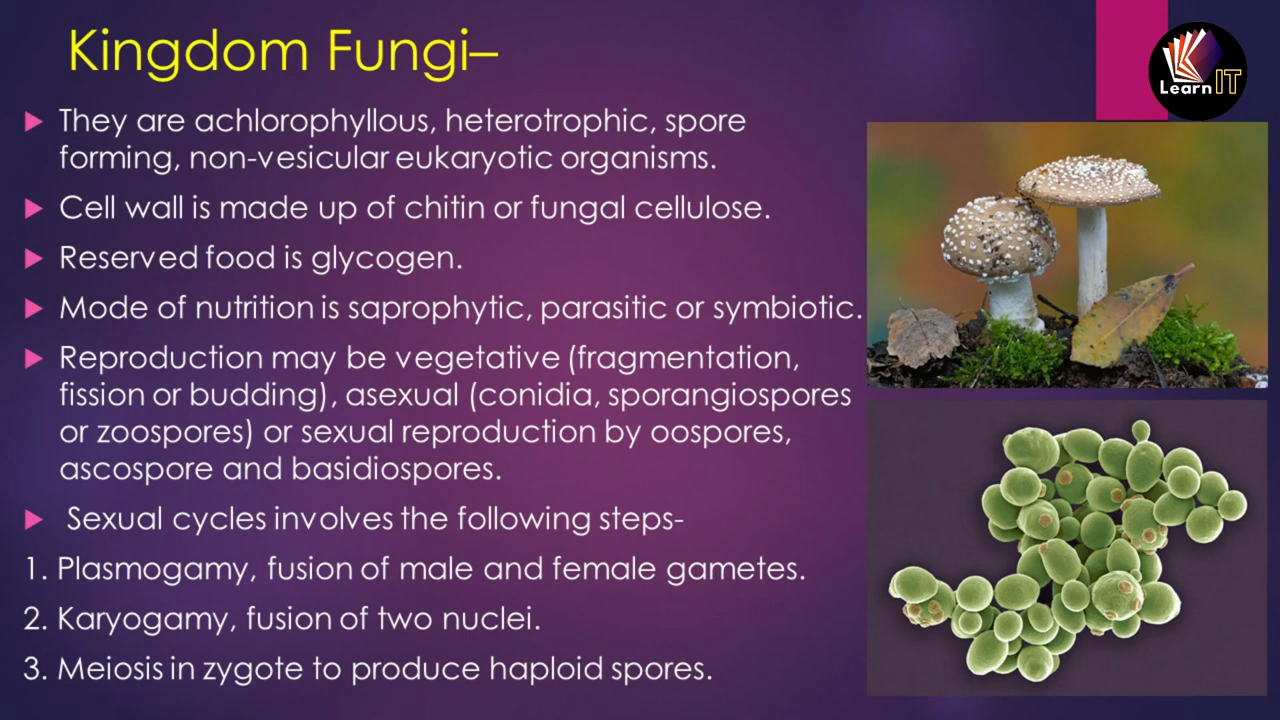 Kingdom Fungi–
Learn IT
They are achlorophyllous, heterotrophic, spore
forming, non-vesicular eukaryotic organisms.
Cell wall is made up of chitin or fungal cellulose.
Reserved food is glycogen.
Mode of nutrition is saprophytic, parasitic or symbiotic.
Reproduction may be vegetative (fragmentation,
fission or budding), asexual (conidia, sporangiospores
or zoospores) or sexual reproduction by oospores,
ascospore and basidiospores.
Sexual cycles involves the following steps-
1. Plasmogamy, fusion of male and female gametes.
2. Karyogamy, fusion of two nuclei.
3. Meiosis in zygote to produce haploid spores.